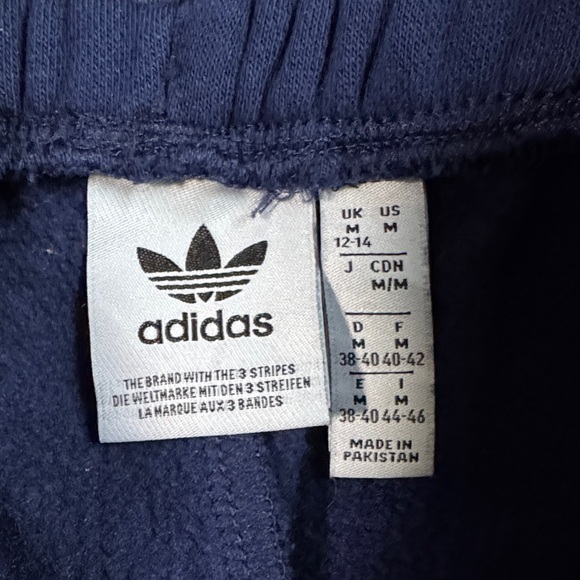 adidas
THE BRAND WITH THE 3 STRIPES
DIE WELTMARKE MIT DEN 3 STREIFEN
LA MARQUE AUX 3 BANDES
UK US
M M
12-14
J CDN
M/M
D F
M M
38-40 40-42
E I
M M
38-40 44-46
MADE IN
PAKISTAN